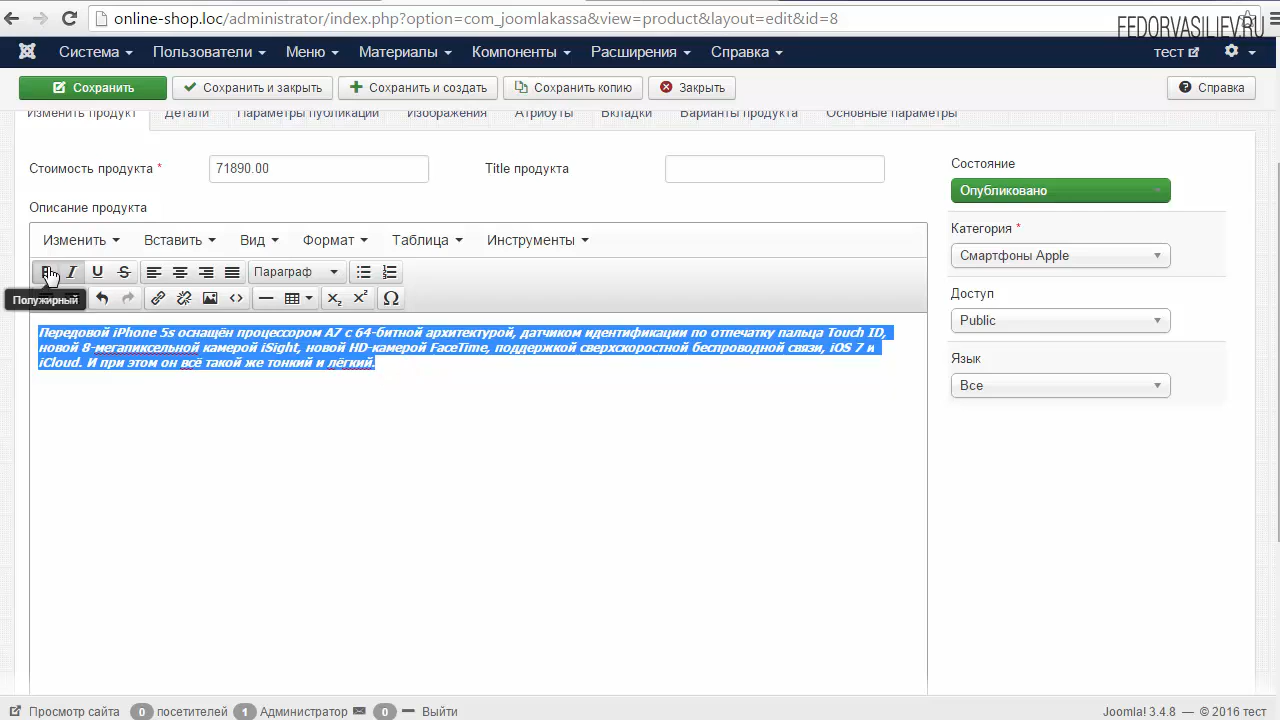 online-shop.loc/administrator/index.php?option=com_joomlakassa&view=product&layout=edit&id=8
FEDORVASILIEV.RU
Система Пользователи Меню Материалы Компоненты Расширения Справка тест
Сохранить Сохранить и закрыть Сохранить и создать Сохранить копию Закрыть Справка
Изменить продукт Детали Параметры публикации Изображения Атрибуты Вкладки Варианты продукта Основные параметры
Стоимость продукта * 71890.00 Title продукта
Состояние
Опубликовано
Описание продукта
Категория *
Смартфоны Apple
Изменить Вставить Вид Формат Таблица Инструменты
B I U S Параграф
Полужирный
Доступ
Public
Передовой iPhone 5s оснащён процессором A7 с 64-битной архитектурой, датчиком идентификации по отпечатку пальца Touch ID,
новой 8-мегапиксельной камерой iSight, новой HD-камерой FaceTime, поддержкой сверхскоростной беспроводной связи, iOS 7 и
iCloud. И при этом он всё такой же тонкий и лёгкий.
Язык
Все
Просмотр сайта 0 посетителей 1 Администратор 0 Выйти
Joomla! 3.4.8 — © 2016 тест